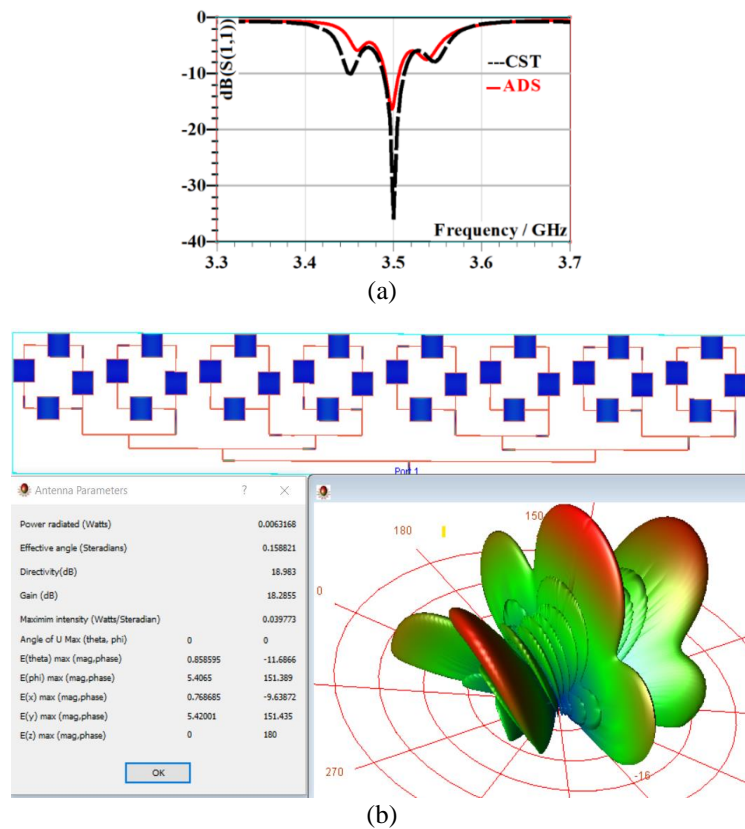 0
-10
-20
-30
-40
dB(S(1,1)
---CST
—ADS
Frequency / GHz
3.3 3.4 3.5 3.6 3.7
(a)
Port 1
Antenna Parameters ? ×
Power radiated (Watts) 0.0063168
Effective angle (Steradians) 0.158821
Directivity(dB) 18.983
Gain (dB) 18.2855
Maximim intensity (Watts/Steradian) 0.039773
Angle of U Max (theta, phi) 0 0
E(theta) max (mag,phase) 0.858595 -11.6866
E(phi) max (mag,phase) 5.4065 151.389
E(x) max (mag,phase) 0.768685 -9.63872
E(y) max (mag,phase) 5.42001 151.435
E(z) max (mag,phase) 0 180
OK
150
180
0
270
-16
(b)